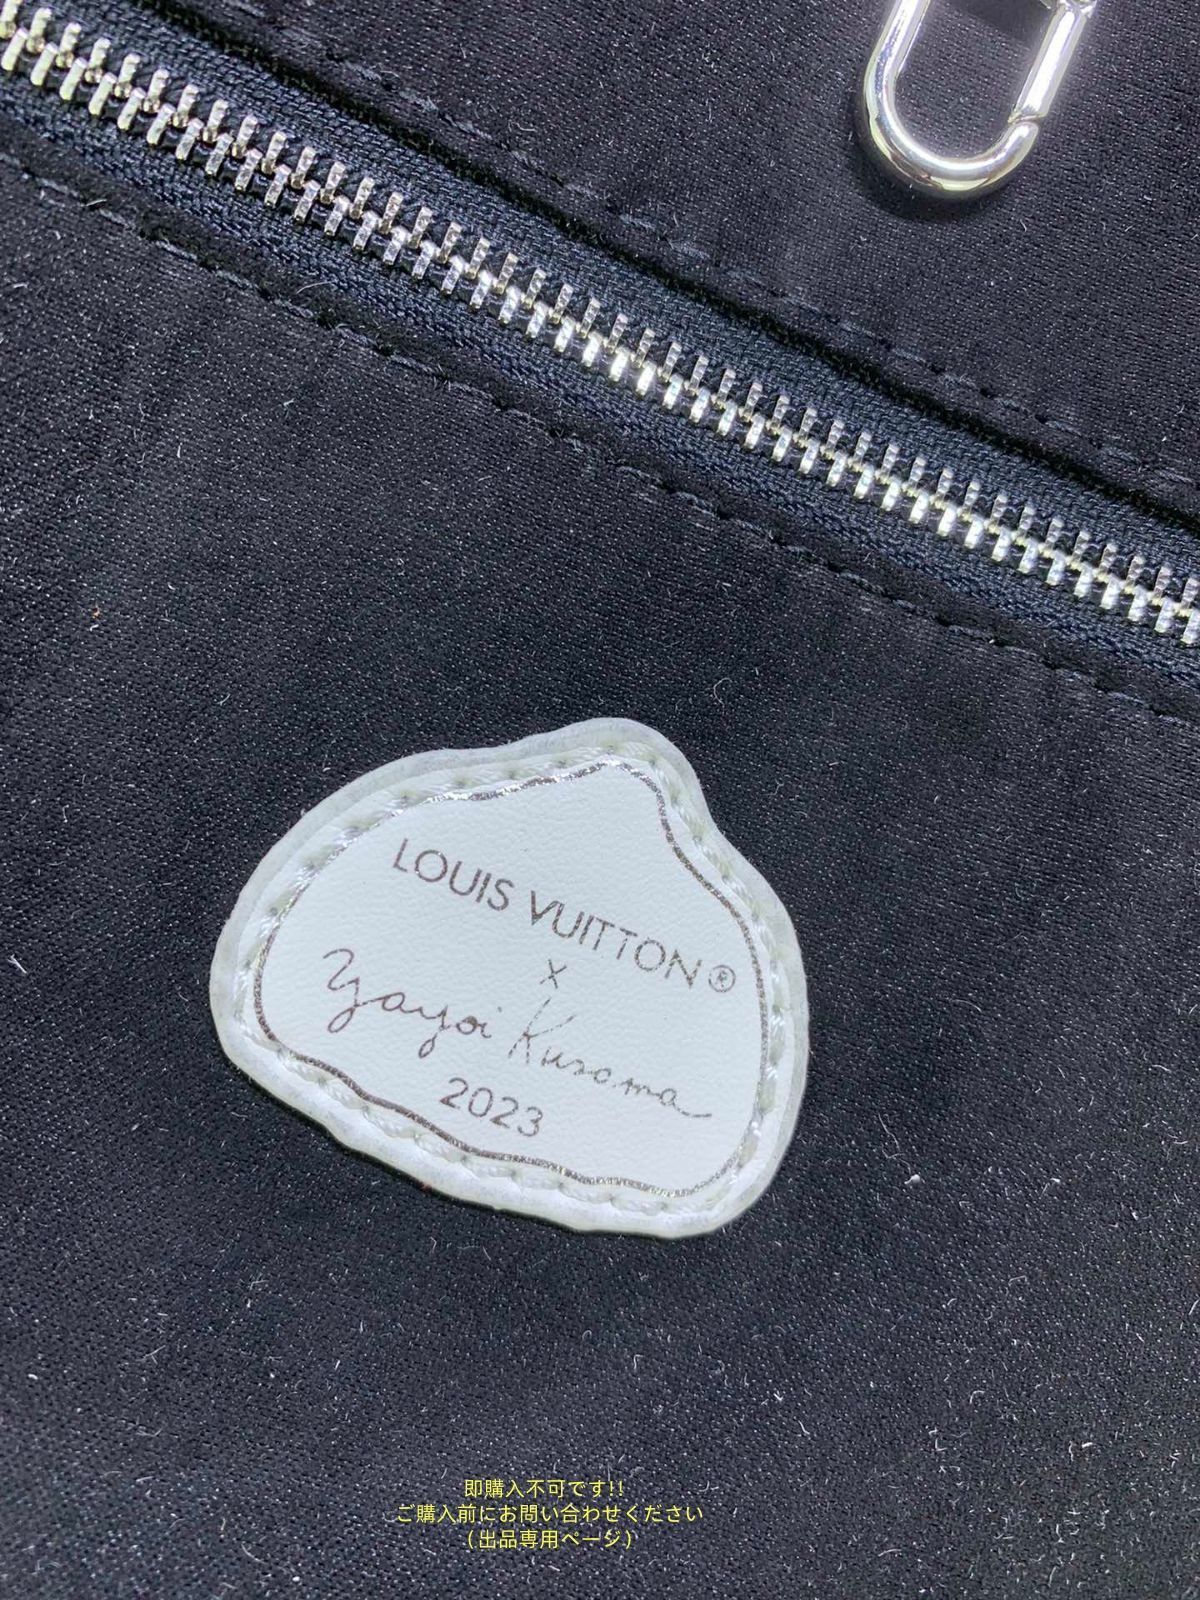 LOUIS VUITTON®
x
Yayoi Kusama
2023
即購入不可です!!
ご購入前にお問い合わせください
(出品専用ページ)